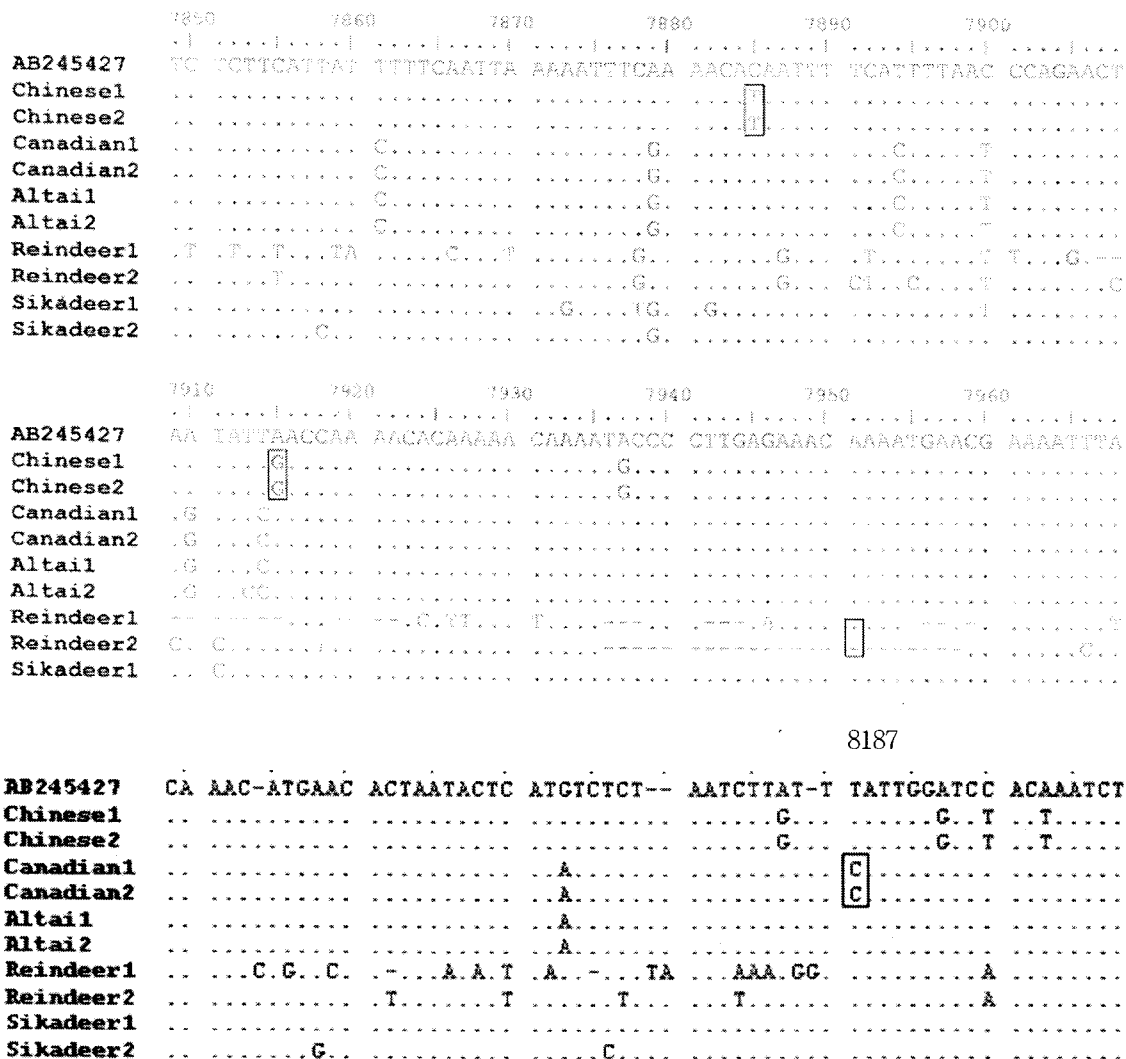 7850 7860 7870 7880 7890 7900
AB245427 TC TCTTCATTAT TTTTCAATTA AAAATTTCAA AACACAATTT TCATTTTAAC CCAGAACT
Chinese1 .. .......... .......... .......... ....T..... .......... ........
Chinese2 .. .......... .......... .......... ....T..... .......... ........
Canadian1 .. .......... C......... ........G. .......... ...C.....T ........
Canadian2 .. .......... C......... ........G. .......... ...C.....T ........
Altai1 .. .......... C......... ........G. .......... ...C.....T ........
Altai2 .. .......... C......... ........G. .......... ...C.....
Reindeer1 .T .T..T...TA .....C...T .......G.. ......G... .T.......T T...G.--
Reindeer2 .. ....T..... .......... .......G.. ......G... ...C....T .......C
Sikadeer1 ...G.... G. .G........
Sikadeer2 .. .......C.. .......... ........G.
7910 7920 7930 7940 7950 7960
AB245427 AA TATTAACCAA AACACAAAAA CAAAATACCC CTTGAGAAAC AAAATGAACG AAAATTTA
Chinese1 .. ....G..... .......... ......G... .......... .......... ........
Chinese2 .. ....G..... .......... ......G... .......... .......... ........
Canadian1 .G ...C...... .......... .......... .......... .......... ........
Canadian2 .G ...C...... .......... .......... .......... .......... ........
Altai1 .G ...C...... .......... .......... .......... .......... ........
Altai2 .G ..CC...... .......... .......... .......... .......... ........
Reindeer1
Reindeer2 C. C.........
Sikadeer1 .. C......... .......... .......... .......... .......... ........
8187
AB245427 CA AAC-ATGAAC ACTAATACTC ATGTCTCT-- AATCTTAT-T TATTGGATCC ACAAATCT
Chinese1 .. .......... .......... .......... ......G... ......G..T ..T.....
Chinese2 .. .......... .......... .......... ......G... ......G..T ..T.....
Canadian1 .. .......... .......... ..A....... .......... C......... ........
Canadian2 .. .......... .......... ..A....... .......... C......... ........
Altai1 .. .......... .......... ..A....... .......... .......... ........
Altai2 .. .......... .......... ..A....... .......... .......... ........
Reindeer1 .. ...C.G..C. .-...A.A.T A..-...TA ...AAA.GG. .........A ........
Reindeer2 .. .......... .T.......T ......T... ...T...... .........A ........
Sikadeer1 .. .......... .......... .......... .......... .......... ........
Sikadeer2 .. ........G.. .......... .....C.... .......... .......... ........